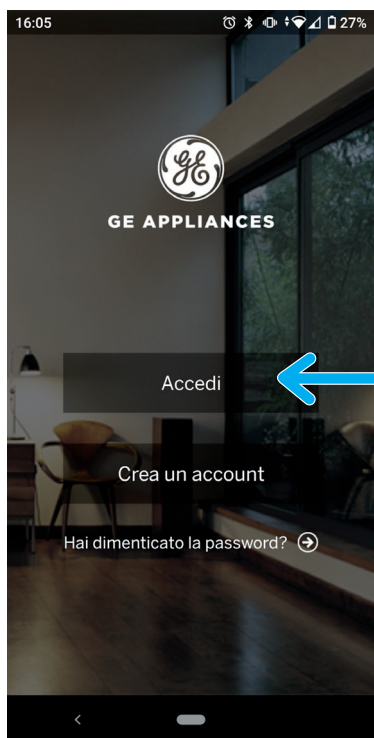 16:05
27%
GE
GE APPLIANCES
Accedi
Crea un account
Hai dimenticato la password?